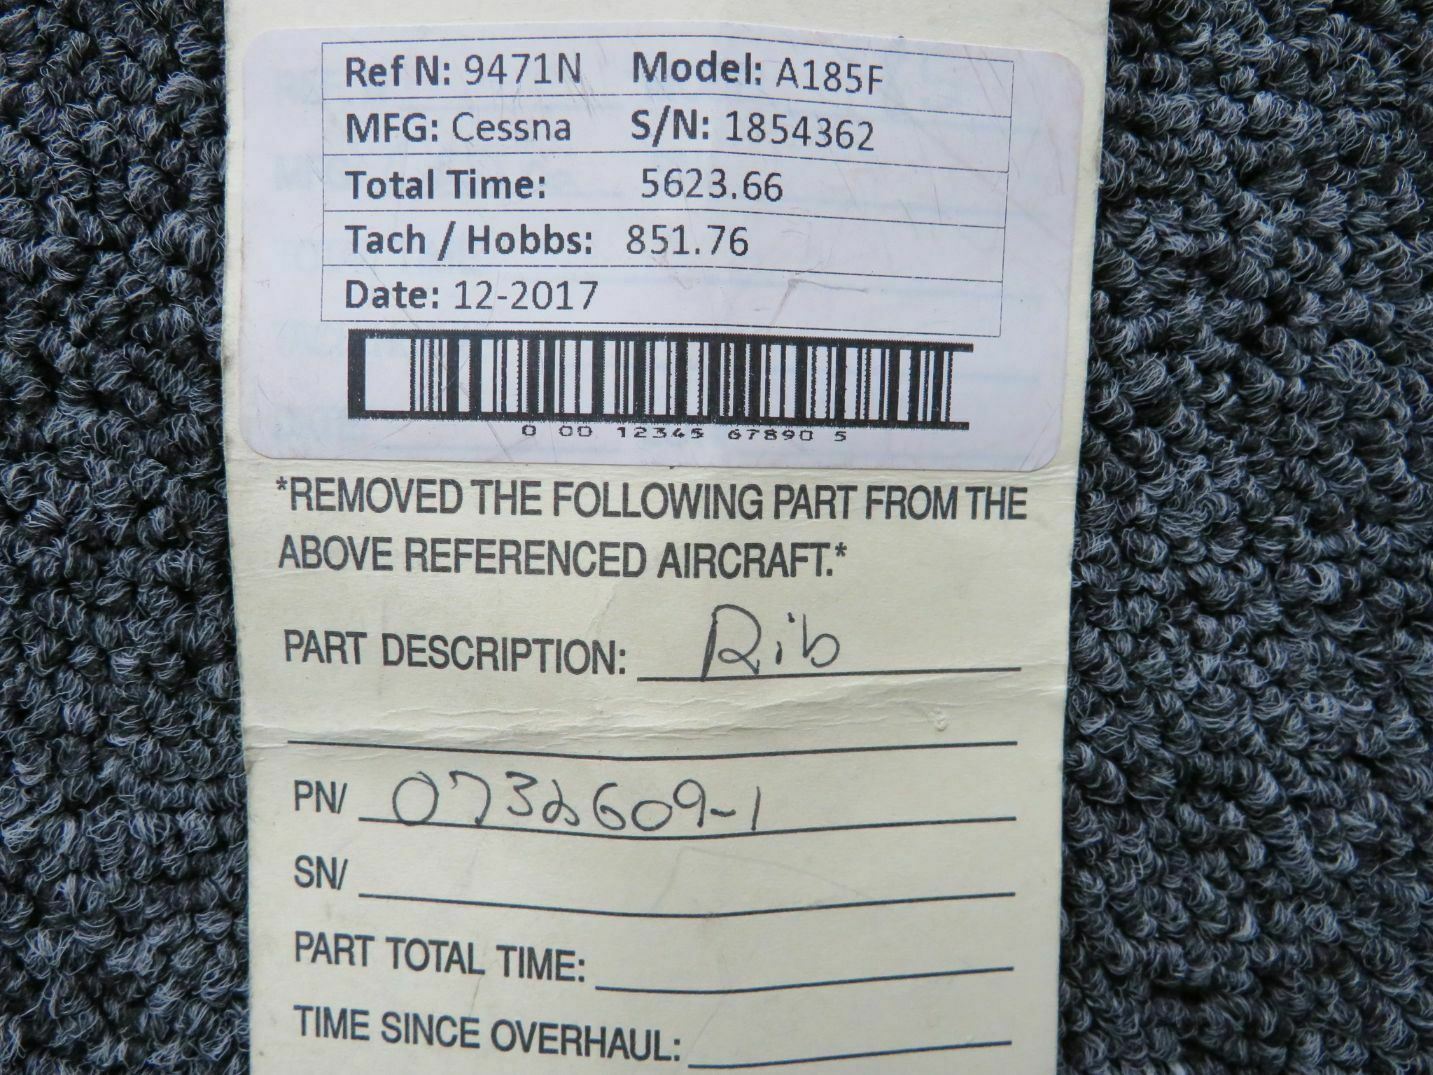 Ref N: 9471N Model: A185F
MFG: Cessna S/N: 1854362
Total Time: 5623.66
Tach / Hobbs: 851.76
Date: 12-2017
0 00 12345 67890 5
*REMOVED THE FOLLOWING PART FROM THE
ABOVE REFERENCED AIRCRAFT.*
PART DESCRIPTION: Rib
PN/ 0732609-1
SN/
PART TOTAL TIME:
TIME SINCE OVERHAUL: